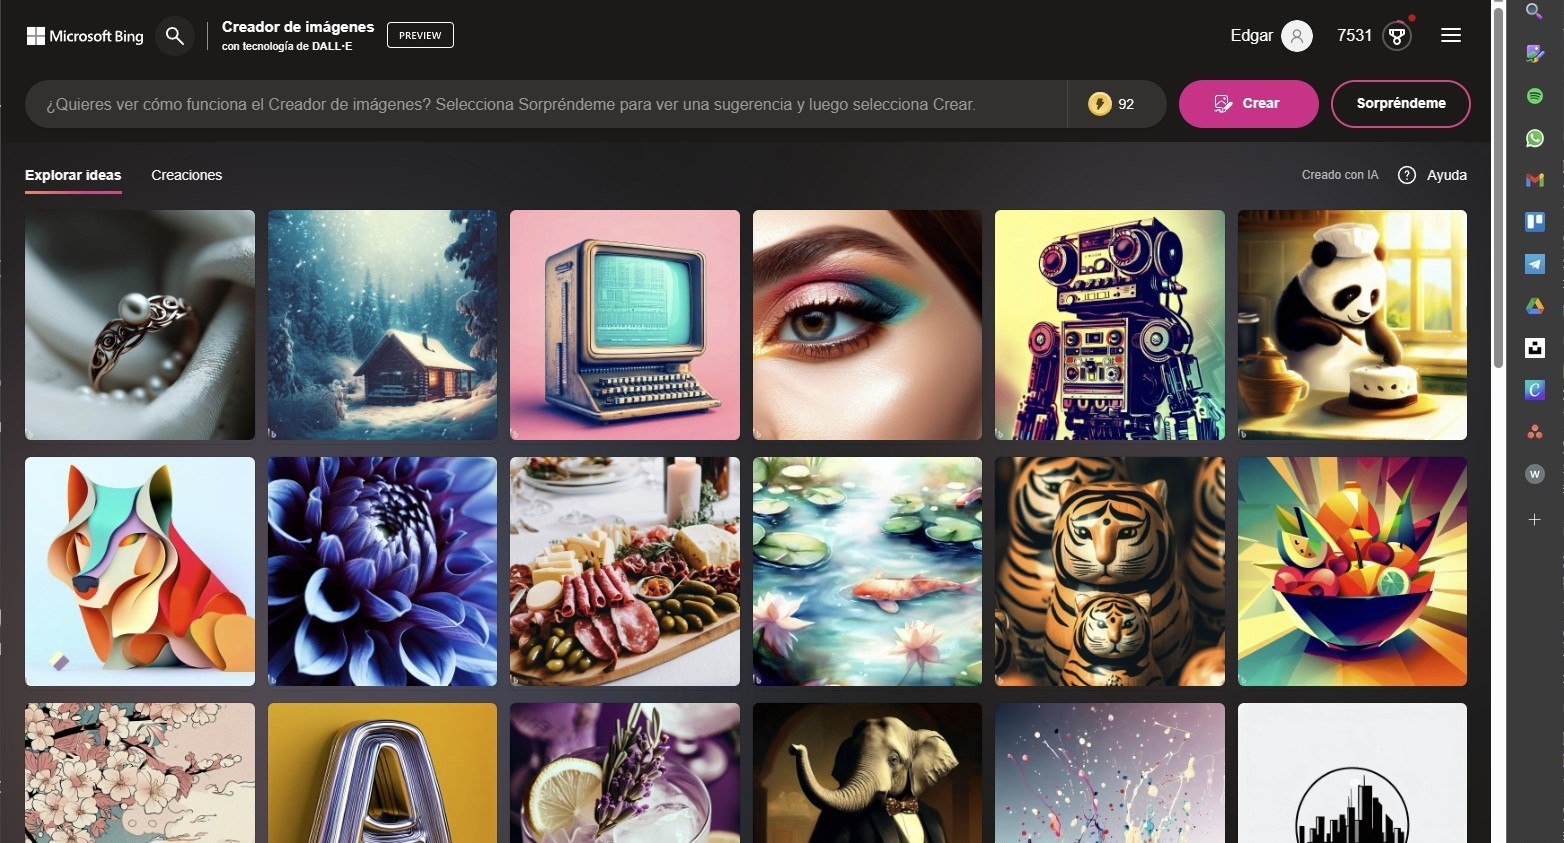 Microsoft Bing
Creador de imágenes
con tecnología de DALL·E
PREVIEW
Edgar
7531
¿Quieres ver cómo funciona el Creador de imágenes? Selecciona Sorpréndeme para ver una sugerencia y luego selecciona Crear.
92
Crear
Sorpréndeme
Explorar ideas
Creaciones
Creado con IA
? Ayuda
A
C
W